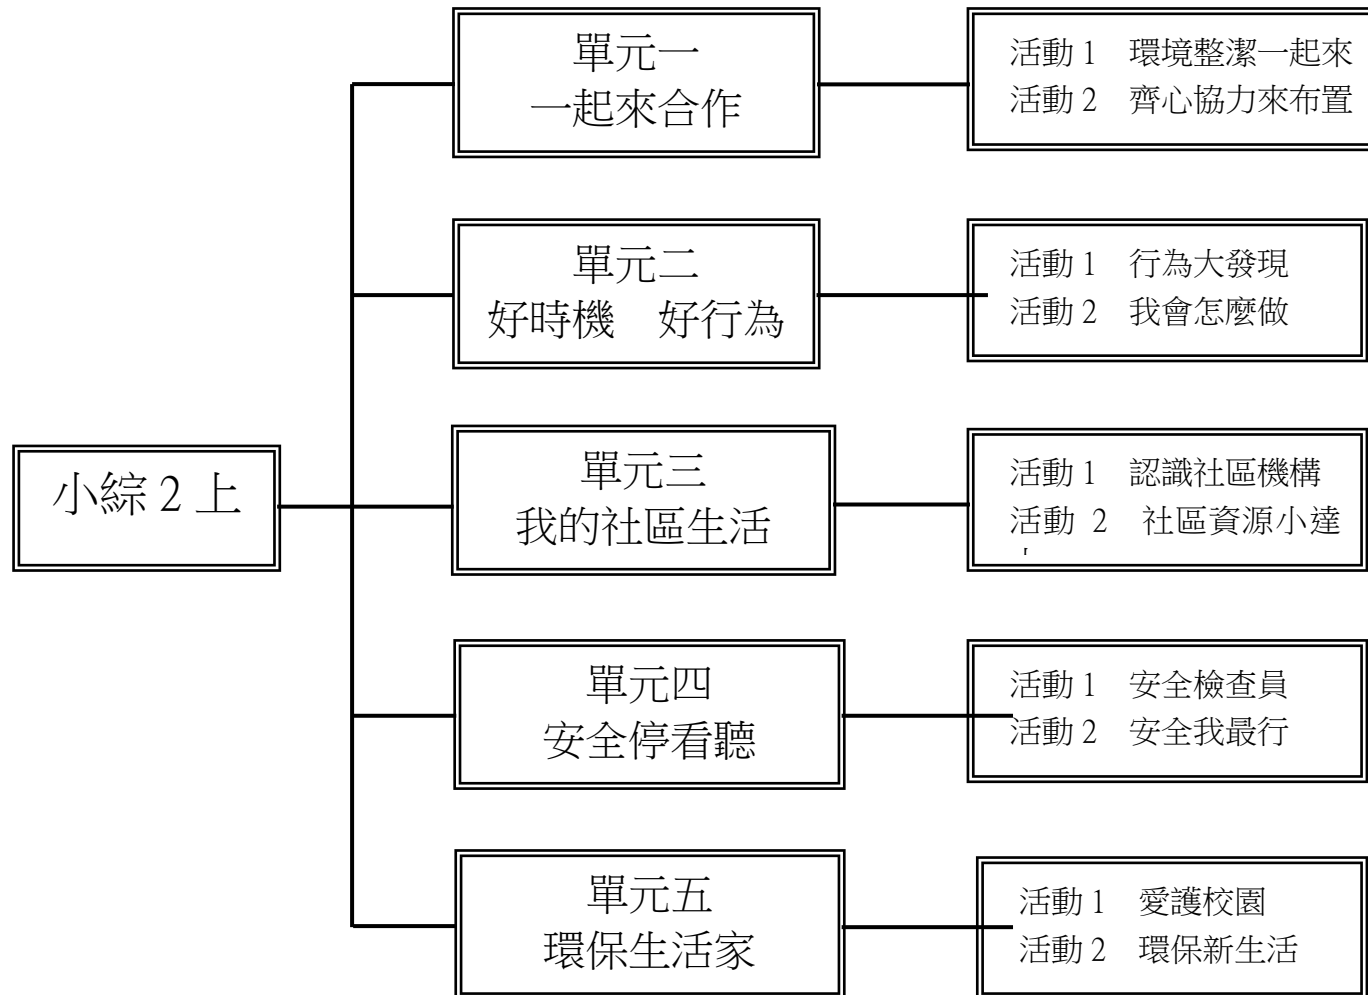 小綜 2 上
單元一
一起來合作
活動 1　環境整潔一起來
活動 2　齊心協力來布置
單元二
好時機　好行為
活動 1　行為大發現
活動 2　我會怎麼做
單元三
我的社區生活
活動 1　認識社區機構
活動 2　社區資源小達
單元四
安全停看聽
活動 1　安全檢查員
活動 2　安全我最行
單元五
環保生活家
活動 1　愛護校園
活動 2　環保新生活